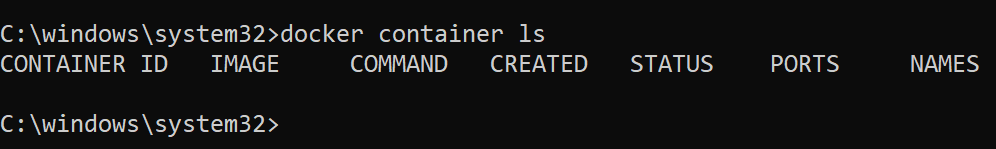 C:\windows\system32>docker container ls
CONTAINER ID   IMAGE     COMMAND   CREATED   STATUS    PORTS     NAMES
C:\windows\system32>